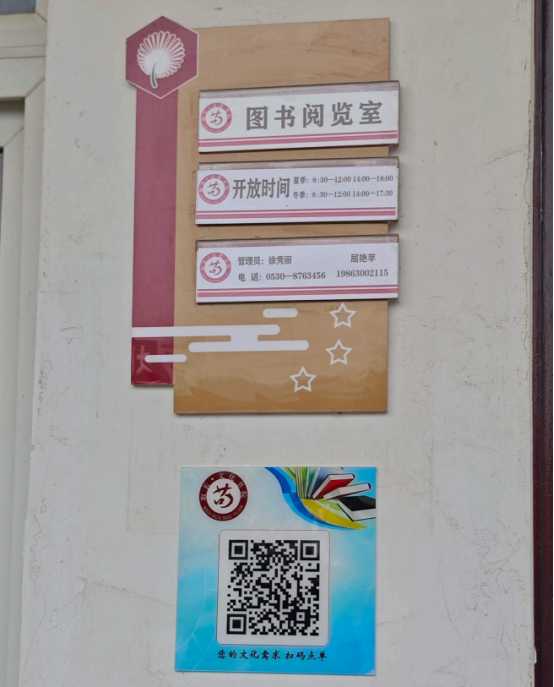 图书阅览室
开放时间
夏季：8:30—12:00 14:00—18:00
冬季：8:30—12:00 14:00—17:30
管理员：徐秀丽 屈艳苹
电 话：0530—8763456 19863002115
您的文化需求 扫码点单